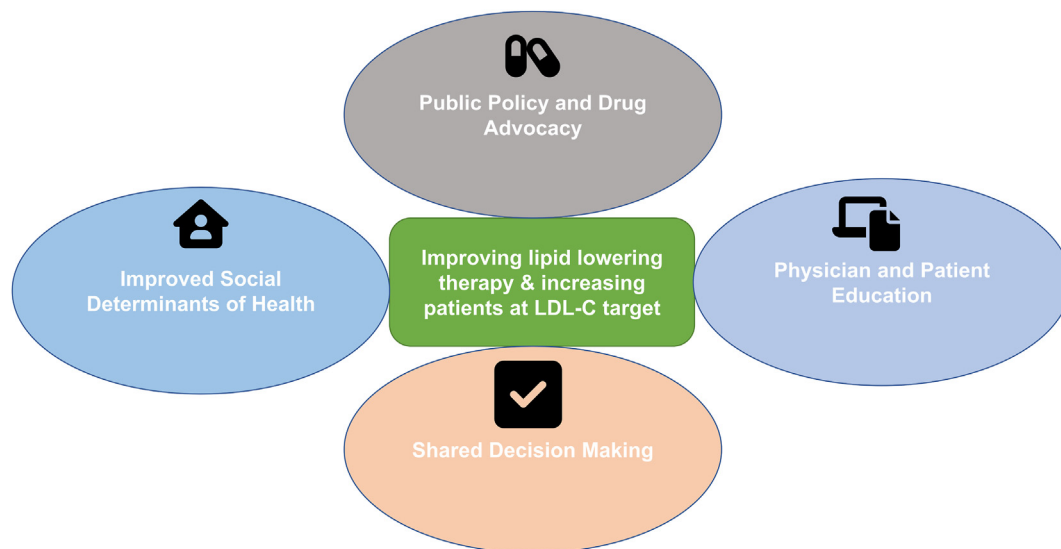 Public Policy and Drug
Advocacy
Improved Social
Determinants of Health
Improving lipid lowering
therapy & increasing
patients at LDL-C target
Physician and Patient
Education
Shared Decision Making